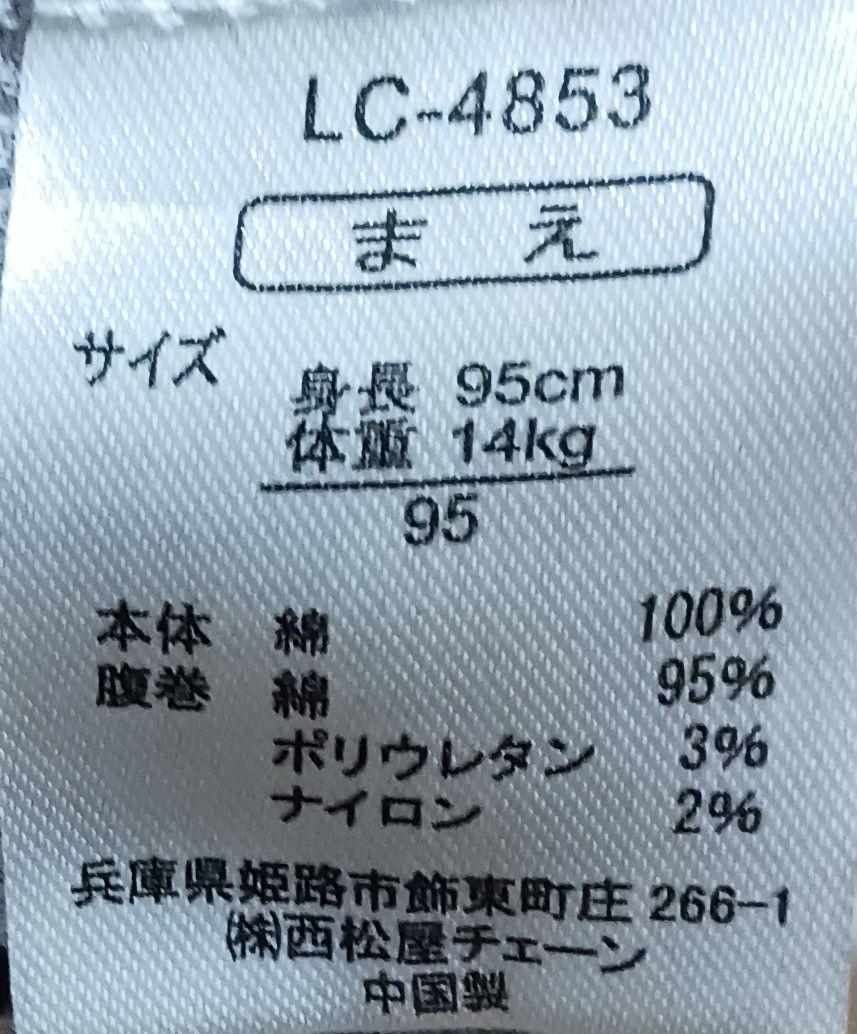 LC-4853
まえ
サイズ
身長 95cm
体重 14kg
95
本体 綿 100%
腹巻 綿 95%
ポリウレタン 3%
ナイロン 2%
兵庫県姫路市飾東町庄 266-1
㈱西松屋チェーン
中国製